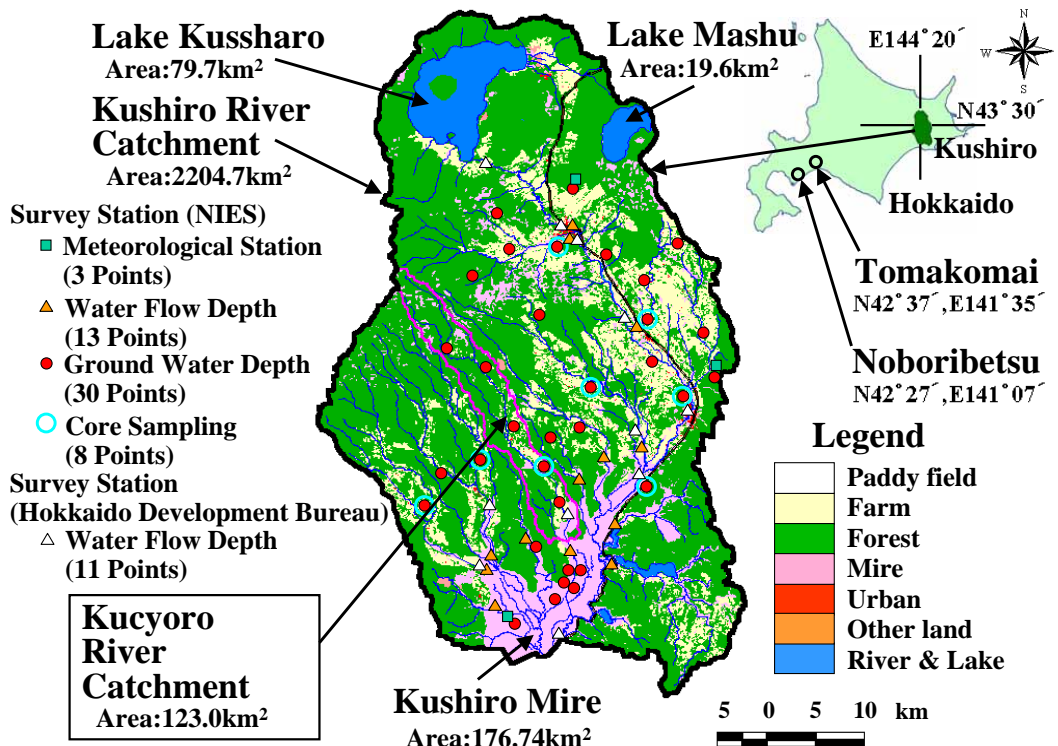 Lake Kussharo
Area:79.7km²
Lake Mashu
Area:19.6km²
E144°20′
N
W
S
N43°30′
Kushiro
Hokkaido
Kushiro River
Catchment
Area:2204.7km²
Survey Station (NIES)
Meteorological Station
(3 Points)
Water Flow Depth
(13 Points)
Ground Water Depth
(30 Points)
Core Sampling
(8 Points)
Survey Station
(Hokkaido Development Bureau)
Water Flow Depth
(11 Points)
Tomakomai
N42°37′,E141°35′
Noboribetsu
N42°27′,E141°07′
Kucyoro
River
Catchment
Area:123.0km²
Kushiro Mire
Area:176.74km²
Legend
Paddy field
Farm
Forest
Mire
Urban
Other land
River & Lake
5 0 5 10 km